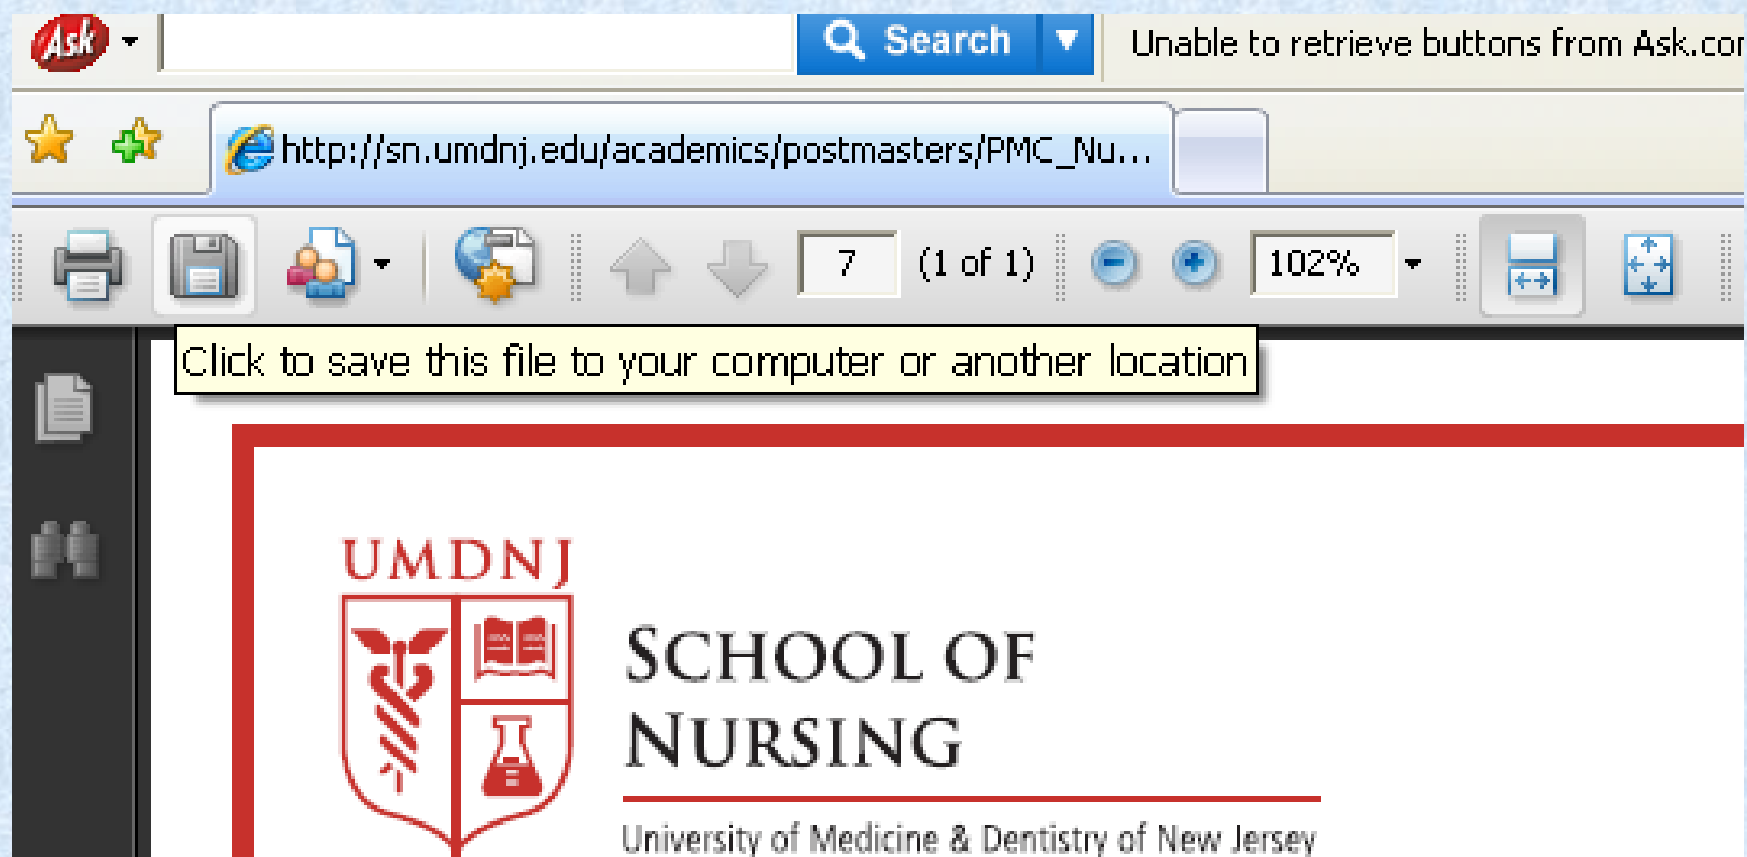 Ask Search Unable to retrieve buttons from Ask.com
http://sn.umdnj.edu/academics/postmasters/PMC_Nu...
7 (1 of 1) 102%
Click to save this file to your computer or another location
UMDNJ
SCHOOL OF
NURSING
University of Medicine & Dentistry of New Jersey